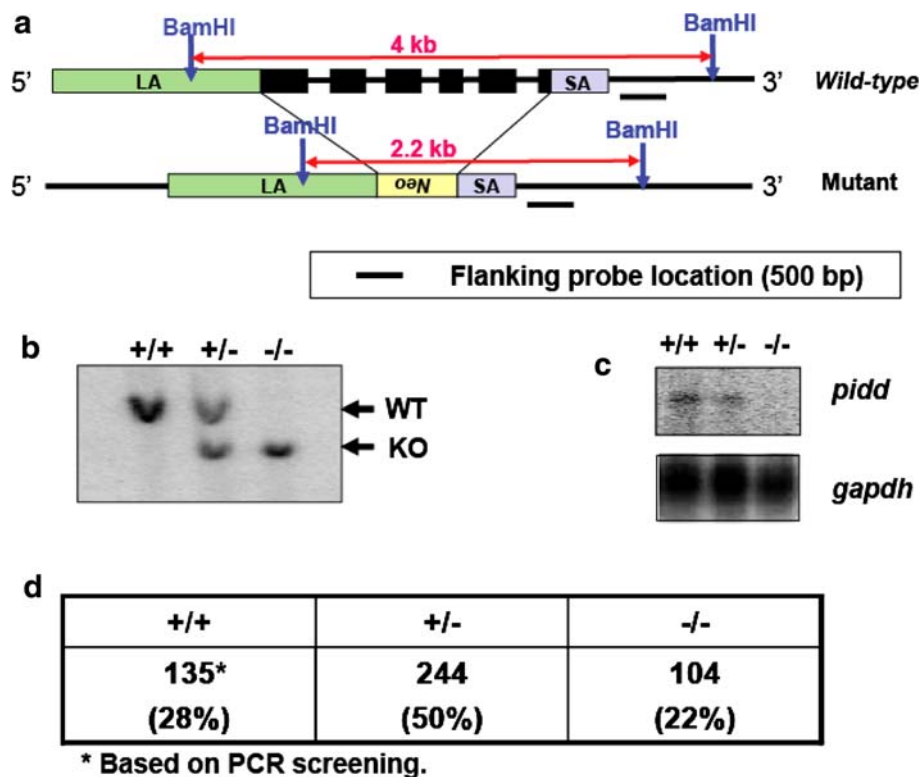 a
BamHI 4 kb BamHI
5’ LA SA 3’ Wild-type
BamHI 2.2 kb BamHI
5’ LA Neo SA 3’ Mutant
Flanking probe location (500 bp)
b
+/+ +/- -/-
WT
KO
c
+/+ +/- -/-
pidd
gapdh
d
+/+ +/- -/-
135* 244 104
(28%) (50%) (22%)
* Based on PCR screening.